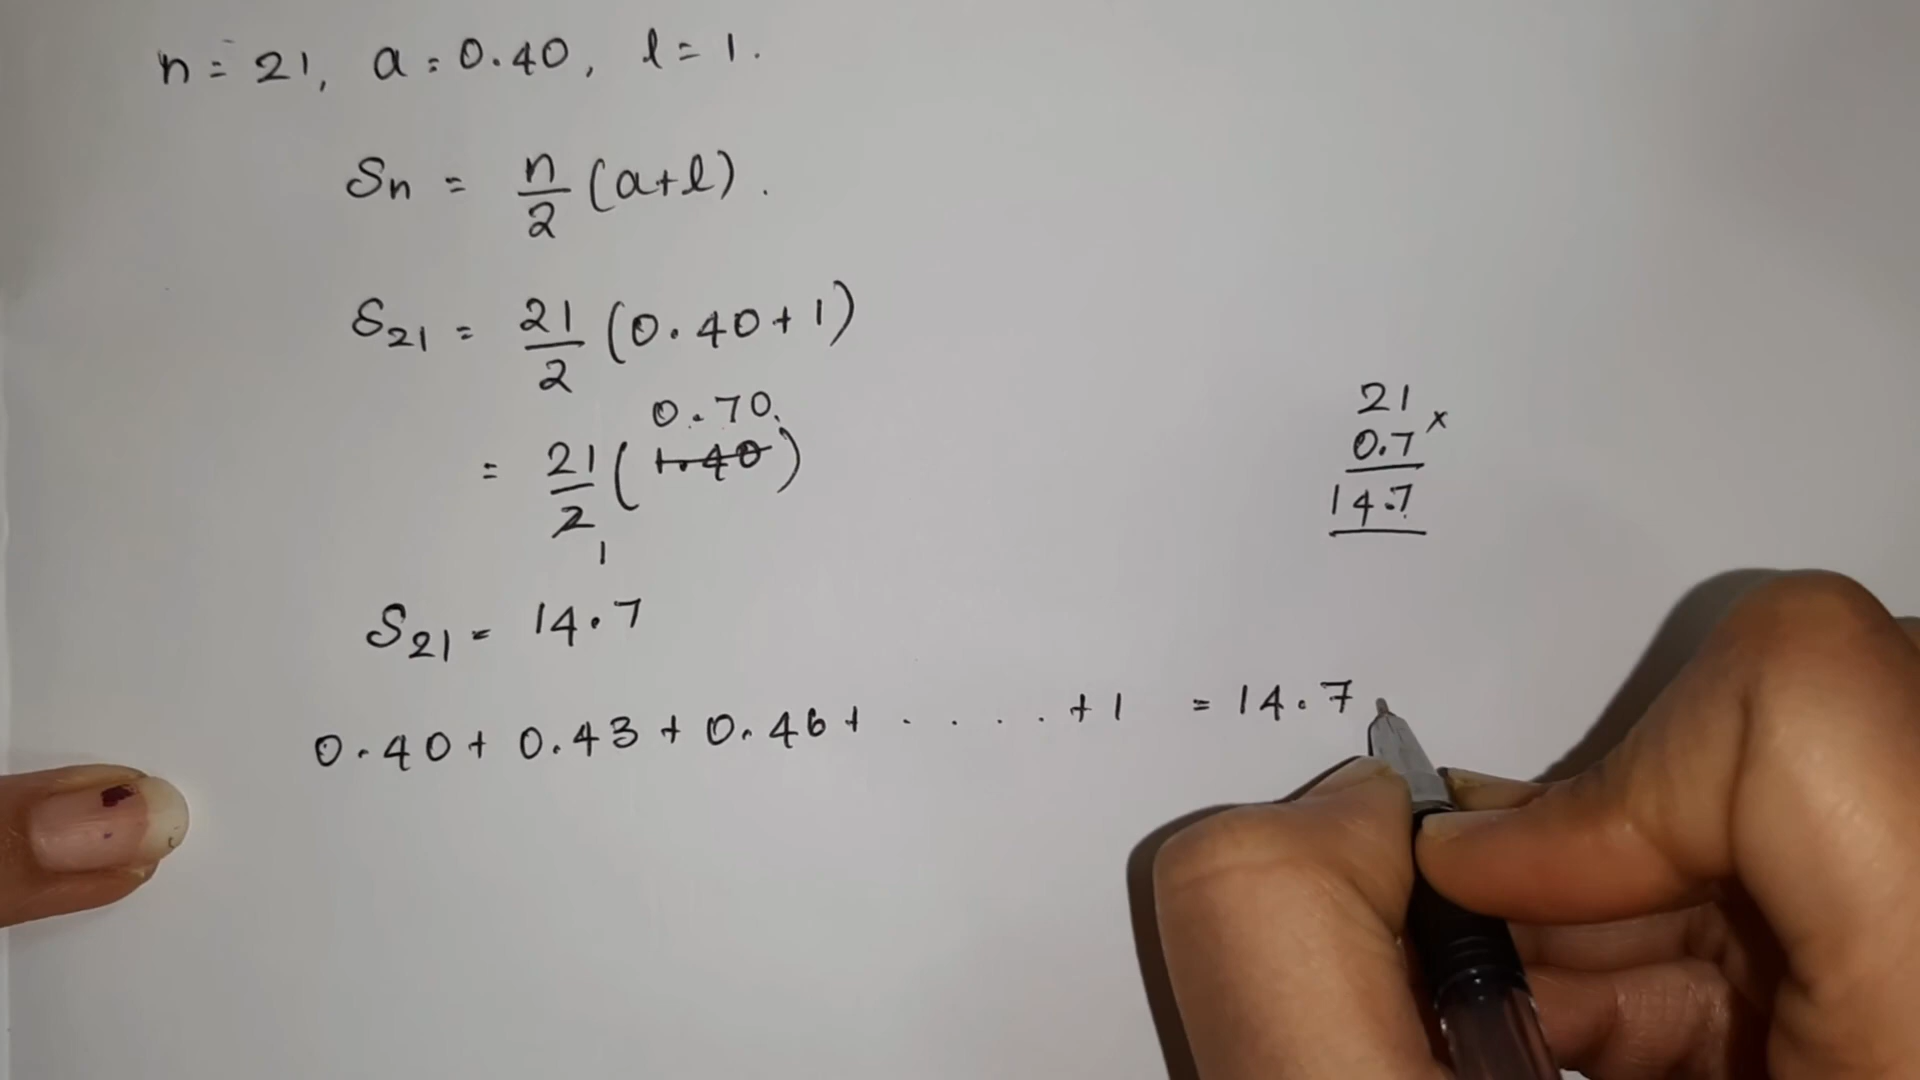 n = 21, a = 0.40, l = 1.
Sn = n/2 (a+l).
S21 = 21/2 (0.40+1)
0.70.
= 21/2 (1.40)
1
21 x
0.7
14.7
S21 = 14.7
0.40+ 0.43 + 0.46+ . . . . . +1 = 14.7